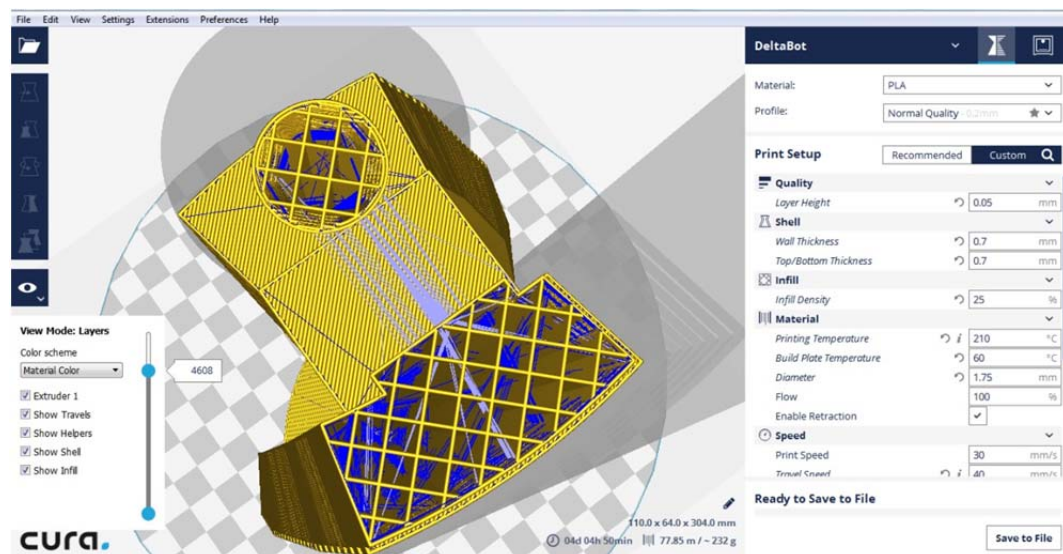 File Edit View Settings Extensions Preferences Help
DeltaBot
Material: PLA
Profile: Normal Quality - 0.2mm
Print Setup Recommended Custom
Quality
Layer Height 0.05 mm
Shell
Wall Thickness 0.7 mm
Top/Bottom Thickness 0.7 mm
Infill
Infill Density 25 %
Material
Printing Temperature i 210 °C
Build Plate Temperature 60 °C
Diameter 1.75 mm
Flow 100 %
Enable Retraction
Speed
Print Speed 30 mm/s
Travel Speed i 40 mm/s
Ready to Save to File
Save to File
View Mode: Layers
Color scheme
Material Color
4608
Extruder 1
Show Travels
Show Helpers
Show Shell
Show Infill
cura.
110.0 x 64.0 x 304.0 mm
04d 04h 50min 77.85 m / ~ 232 g